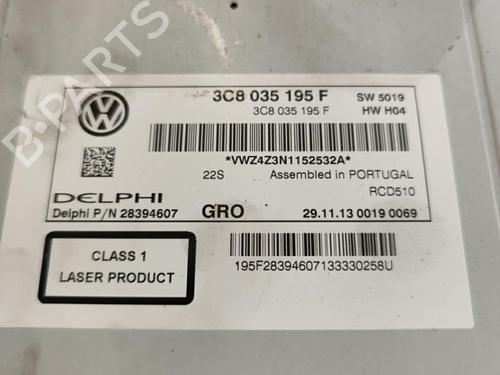 3C8 035 195 F SW 5019
3C8 035 195 F HW H04
*VWZ4Z3N1152532A*
22S Assembled in PORTUGAL
DELPHI RCD510
Delphi P/N 28394607 GRO 29.11.13 0019 0069
CLASS 1
LASER PRODUCT
195F28394607133330258U
B-PARTS